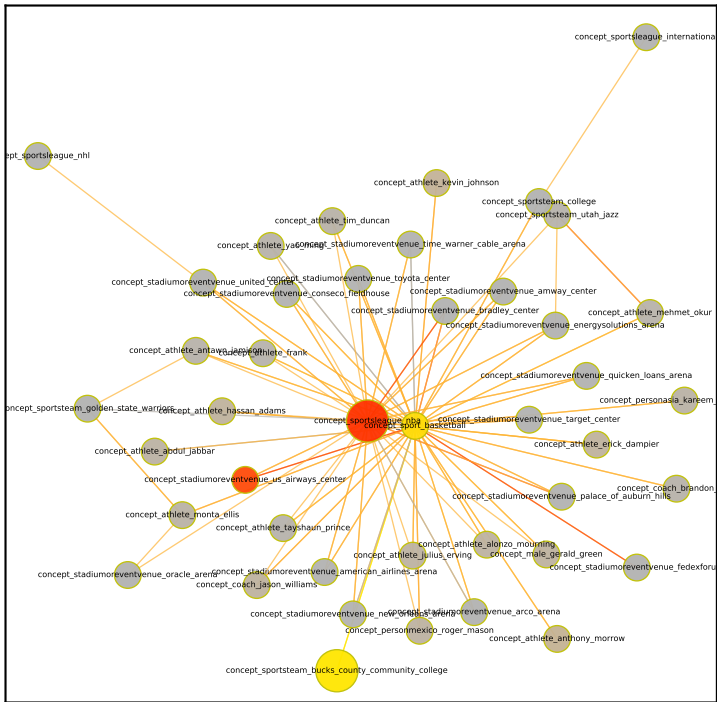 concept_sportsleague_internationa
ept_sportsleague_nhl
concept_athlete_kevin_johnson
concept_sportsteam_college
concept_sportsteam_utah_jazz
concept_athlete_tim_duncan
concept_athlete_yao_ming
concept_stadiumoreventvenue_time_warner_cable_arena
concept_stadiumoreventvenue_united_center
concept_stadiumoreventvenue_toyota_center
concept_stadiumoreventvenue_conseco_fieldhouse
concept_stadiumoreventvenue_amway_center
concept_stadiumoreventvenue_bradley_center
concept_athlete_mehmet_okur
concept_stadiumoreventvenue_energysolutions_arena
concept_athlete_antawn_jamison
concept_athlete_frank
concept_stadiumoreventvenue_quicken_loans_arena
concept_personasia_kareem_
concept_sportsteam_golden_state_warriors
concept_athlete_hassan_adams
concept_sportsleague_nba
concept_sport_basketball
concept_stadiumoreventvenue_target_center
concept_athlete_erick_dampier
concept_athlete_abdul_jabbar
concept_stadiumoreventvenue_us_airways_center
concept_coach_brandon_
concept_stadiumoreventvenue_palace_of_auburn_hills
concept_athlete_monta_ellis
concept_athlete_tayshaun_prince
concept_athlete_alonzo_mourning
concept_athlete_julius_erving
concept_male_gerald_green
concept_stadiumoreventvenue_fedexforu
concept_stadiumoreventvenue_oracle_arena
concept_stadiumoreventvenue_american_airlines_arena
concept_coach_jason_williams
concept_stadiumoreventvenue_new_orleans_arena
concept_stadiumoreventvenue_arco_arena
concept_personmexico_roger_mason
concept_athlete_anthony_morrow
concept_sportsteam_bucks_county_community_college